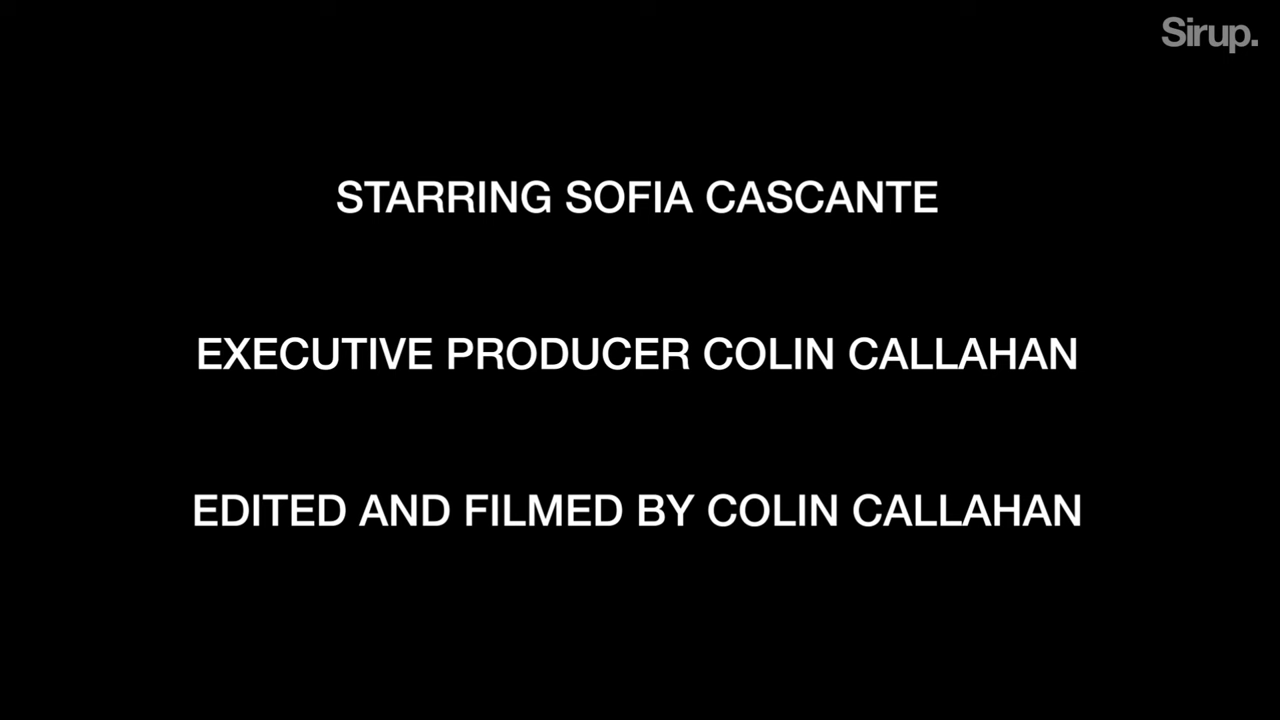 Sirup.
STARRING SOFIA CASCANTE
EXECUTIVE PRODUCER COLIN CALLAHAN
EDITED AND FILMED BY COLIN CALLAHAN